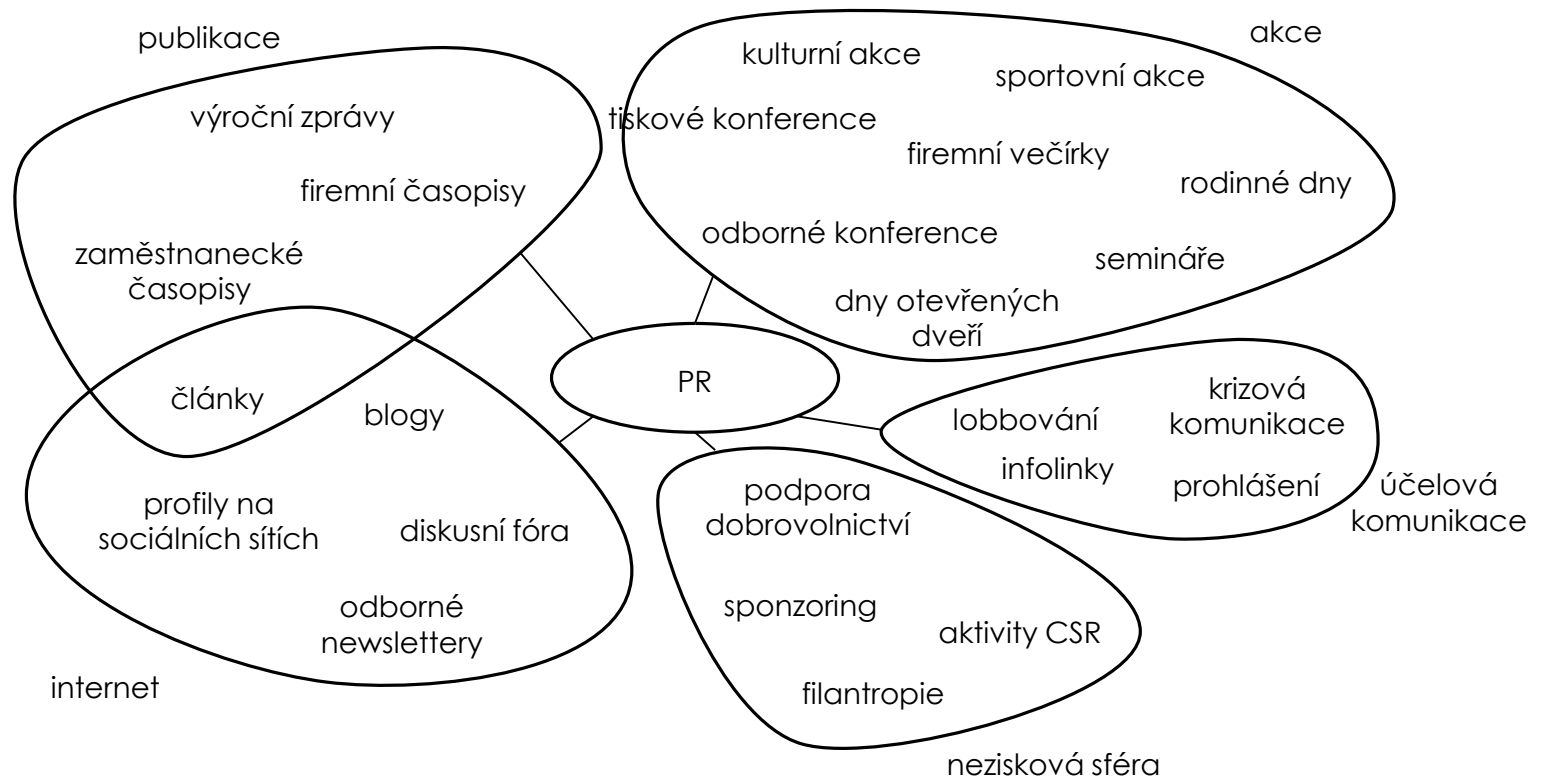 publikace
výroční zprávy
firemní časopisy
zaměstnanecké
časopisy
akce
kulturní akce
sportovní akce
tiskové konference
firemní večírky
rodinné dny
odborné konference
semináře
dny otevřených
dveří
PR
články
blogy
profily na
sociálních sítích
diskusní fóra
odborné
newslettery
internet
krizová
komunikace
lobbování
infolinky
prohlášení
účelová
komunikace
podpora
dobrovolnictví
sponzoring
aktivity CSR
filantropie
nezisková sféra